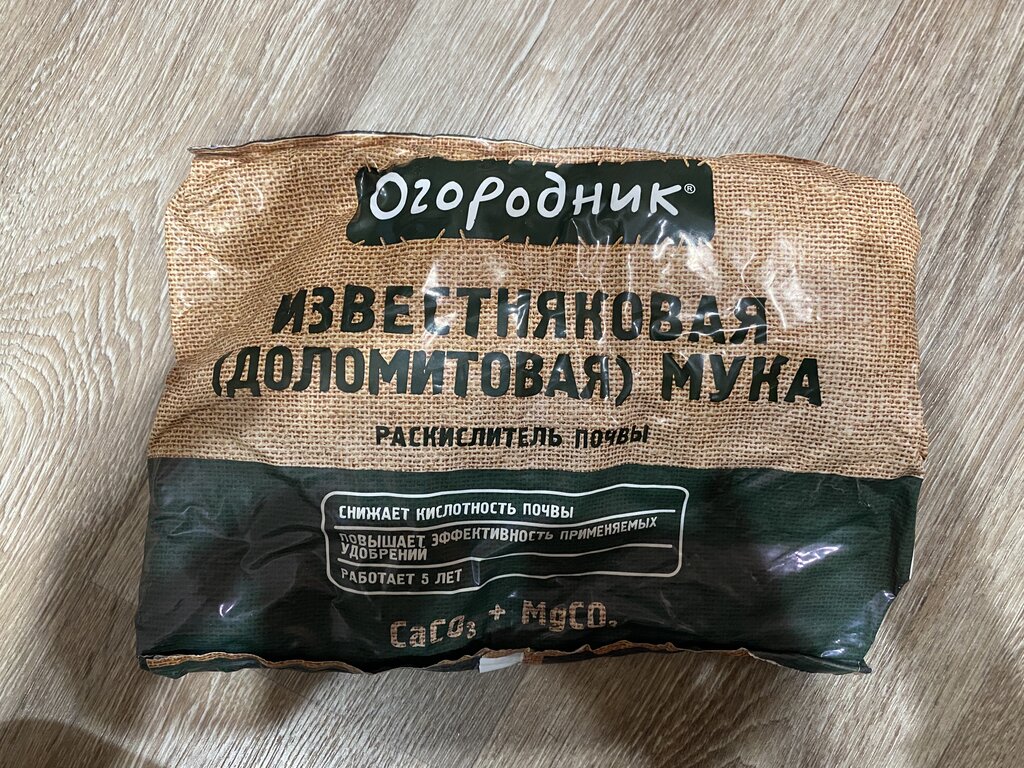 Огородник®
ИЗВЕСТНЯКОВАЯ
(ДОЛОМИТОВАЯ) МУКА
РАСКИСЛИТЕЛЬ ПОЧВЫ
СНИЖАЕТ КИСЛОТНОСТЬ ПОЧВЫ
ПОВЫШАЕТ ЭФФЕКТИВНОСТЬ ПРИМЕНЯЕМЫХ
УДОБРЕНИЙ
РАБОТАЕТ 5 ЛЕТ
CaCO₃ + MgCO₃